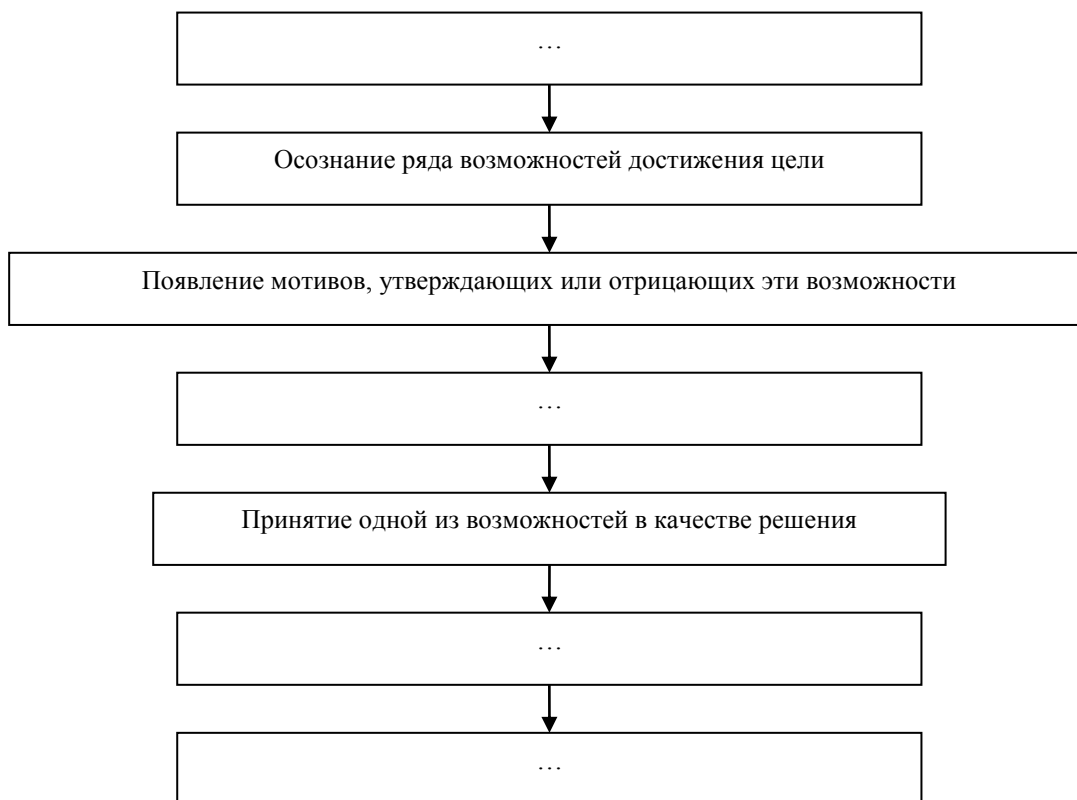 …
Осознание ряда возможностей достижения цели
Появление мотивов, утверждающих или отрицающих эти возможности
…
Принятие одной из возможностей в качестве решения
…
…